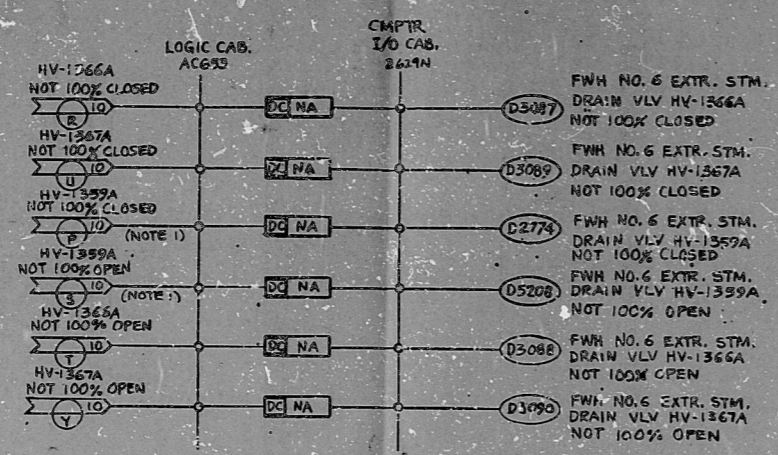 CMPTR
LOGIC CAB. I/O CAB.
AC655 2629N
HV-1366A
NOT 100% CLOSED
10
R
DC NA
D3087
FWH NO. 6 EXTR. STM.
DRAIN VLV HV-1366A
NOT 100% CLOSED
HV-1367A
NOT 100% CLOSED
10
U
DC NA
D3089
FWH NO. 6 EXTR. STM.
DRAIN VLV HV-1367A
NOT 100% CLOSED
HV-1359A
NOT 100% CLOSED
10
P
(NOTE 1)
DC NA
D2774
FWH NO. 6 EXTR. STM.
DRAIN VLV HV-1359A
NOT 100% CLOSED
HV-1359A
NOT 100% OPEN
10
S
(NOTE 1)
DC NA
D5208
FWH NO. 6 EXTR. STM.
DRAIN VLV HV-1359A
NOT 100% OPEN
HV-1366A
NOT 100% OPEN
10
T
DC NA
D3088
FWH NO. 6 EXTR. STM.
DRAIN VLV HV-1366A
NOT 100% OPEN
HV-1367A
NOT 100% OPEN
10
Y
DC NA
D3090
FWH NO. 6 EXTR. STM.
DRAIN VLV HV-1367A
NOT 100% OPEN